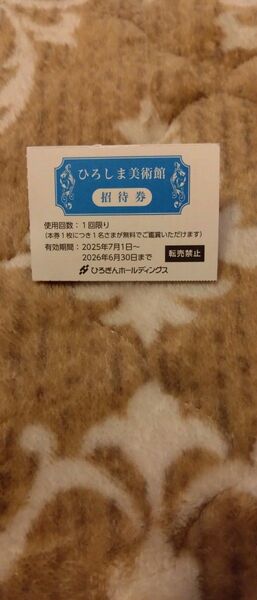 ひろしま美術館
招待券
使用回数：1回限り
（本券1枚につき1名さまが無料でご鑑賞いただけます）
有効期間：2025年7月1日～
2026年6月30日まで
転売禁止
ひろぎんホールディングス